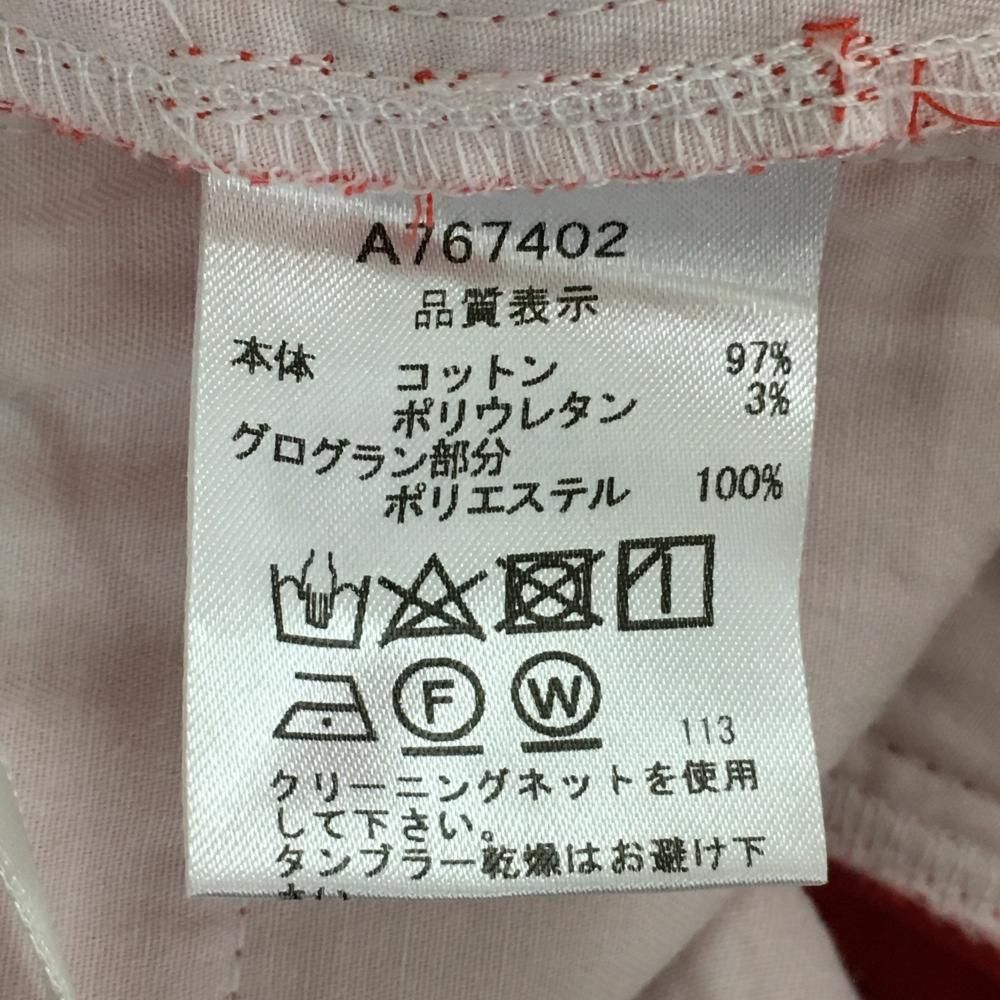 A767402
品質表示
本体 コットン 97%
ポリウレタン 3%
グログラン部分
ポリエステル 100%
F W 113
クリーニングネットを使用
して下さい。
タンブラー乾燥はお避け下
さい